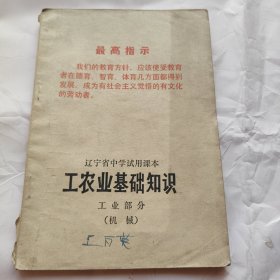 最高指示
我们的教育方针，应该使受教育
者在德育、智育、体育几方面都得到
发展，成为有社会主义觉悟的有文化
的劳动者。
辽宁省中学试用课本
工农业基础知识
工业部分
（机械）